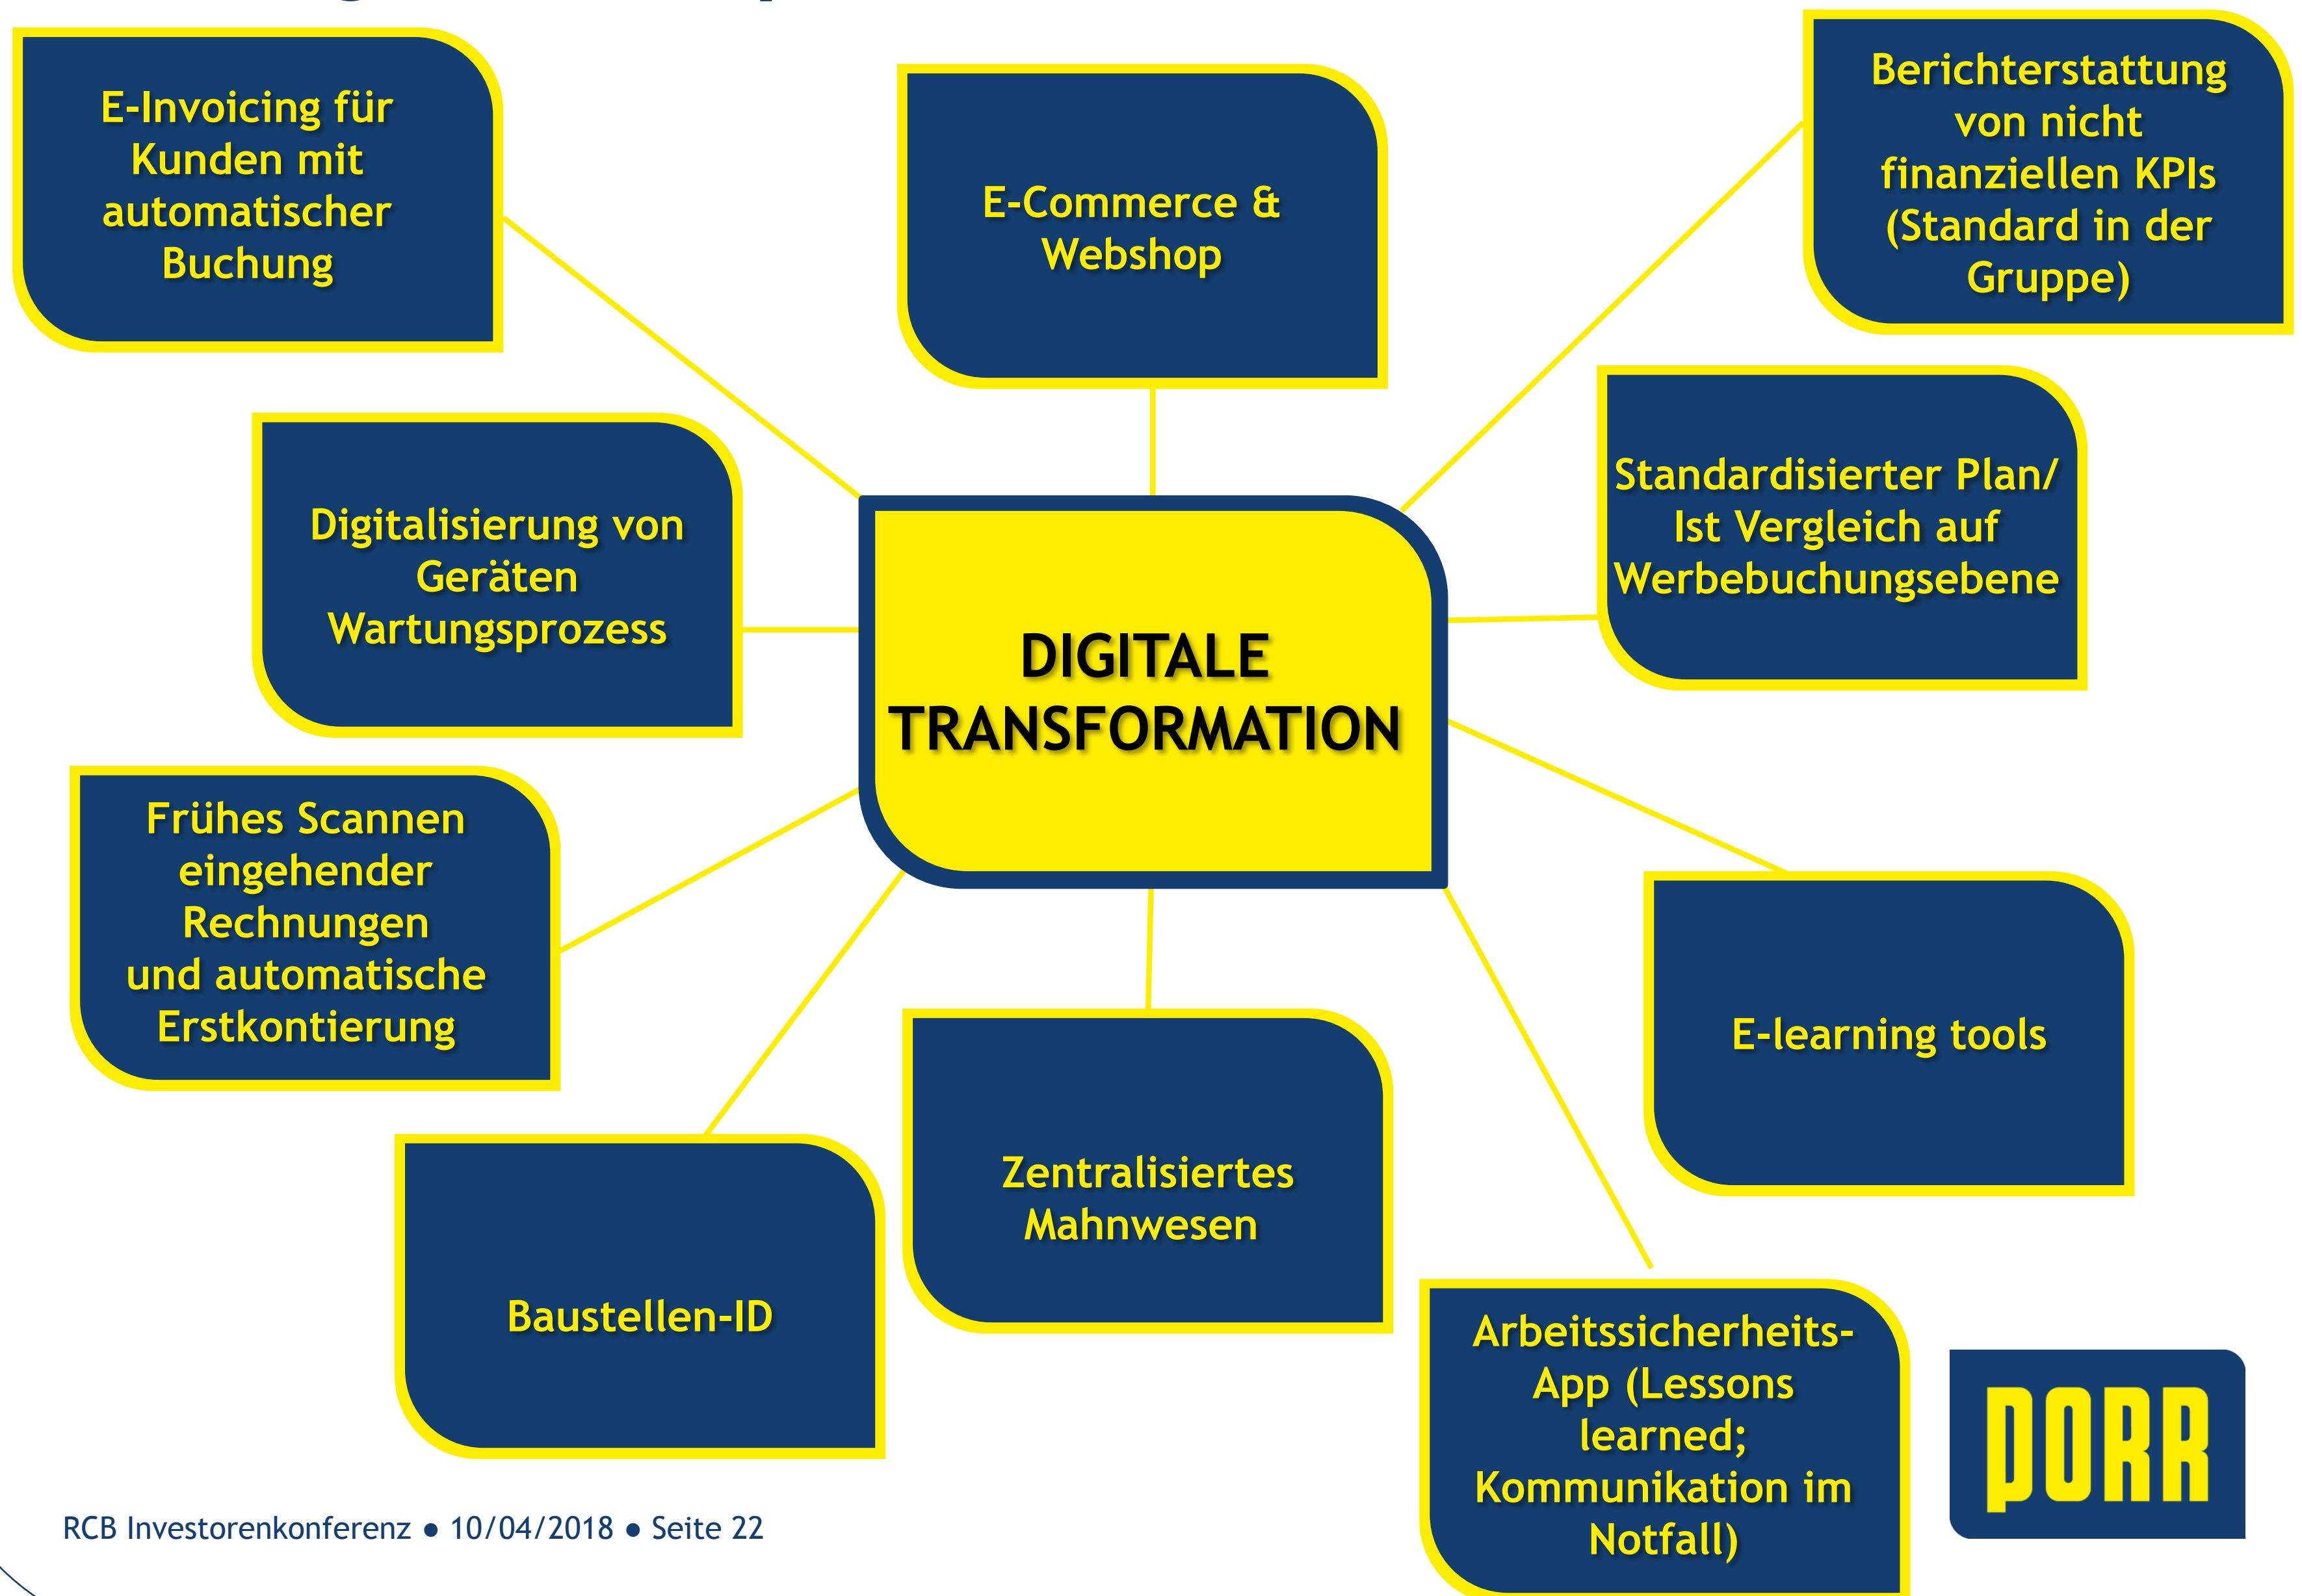 E-Invoicing für
Kunden mit
automatischer
Buchung
E-Commerce &
Webshop
Berichterstattung
von nicht
finanziellen KPIs
(Standard in der
Gruppe)
Digitalisierung von
Geräten
Wartungsprozess
Standardisierter Plan/
Ist Vergleich auf
Werbebuchungsebene
DIGITALE
TRANSFORMATION
Frühes Scannen
eingehender
Rechnungen
und automatische
Erstkontierung
E-learning tools
Zentralisiertes
Mahnwesen
Baustellen-ID
Arbeitssicherheits-
App (Lessons
learned;
Kommunikation im
Notfall)
PORR
RCB Investorenkonferenz ● 10/04/2018 ● Seite 22